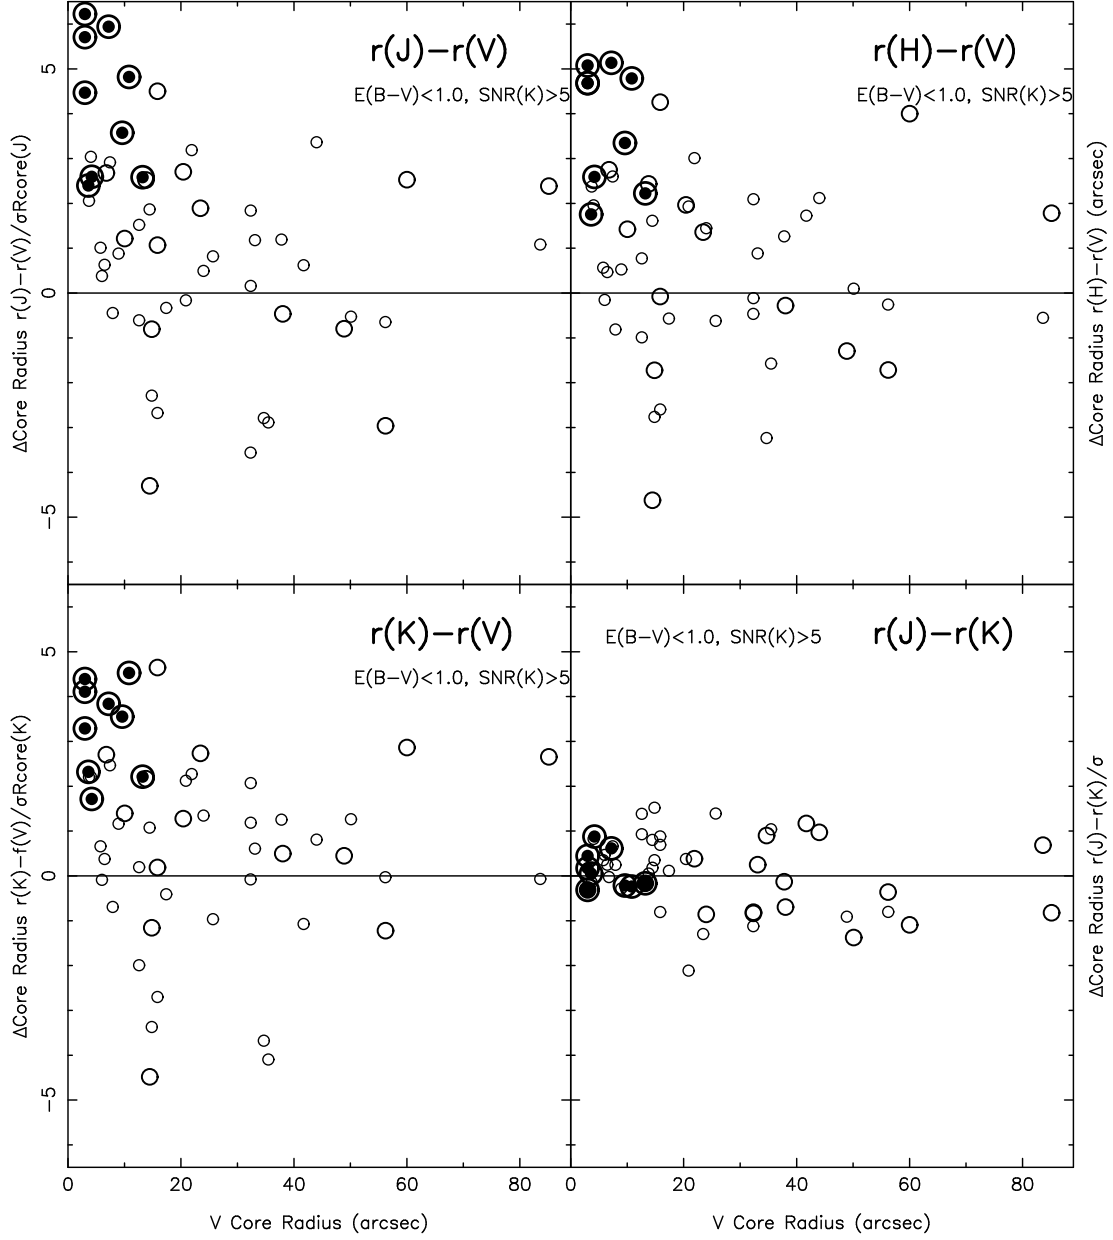 r(J)−r(V)
E(B−V)<1.0, SNR(K)>5
5
0
−5
ΔCore Radius r(J)−r(V)/σRcore(J)
r(H)−r(V)
E(B−V)<1.0, SNR(K)>5
ΔCore Radius r(H)−r(V) (arcsec)
r(K)−r(V)
E(B−V)<1.0, SNR(K)>5
5
0
−5
ΔCore Radius r(K)−f(V)/σRcore(K)
0 20 40 60 80
V Core Radius (arcsec)
E(B−V)<1.0, SNR(K)>5
r(J)−r(K)
ΔCore Radius r(J)−r(K)/σ
0 20 40 60 80
V Core Radius (arcsec)